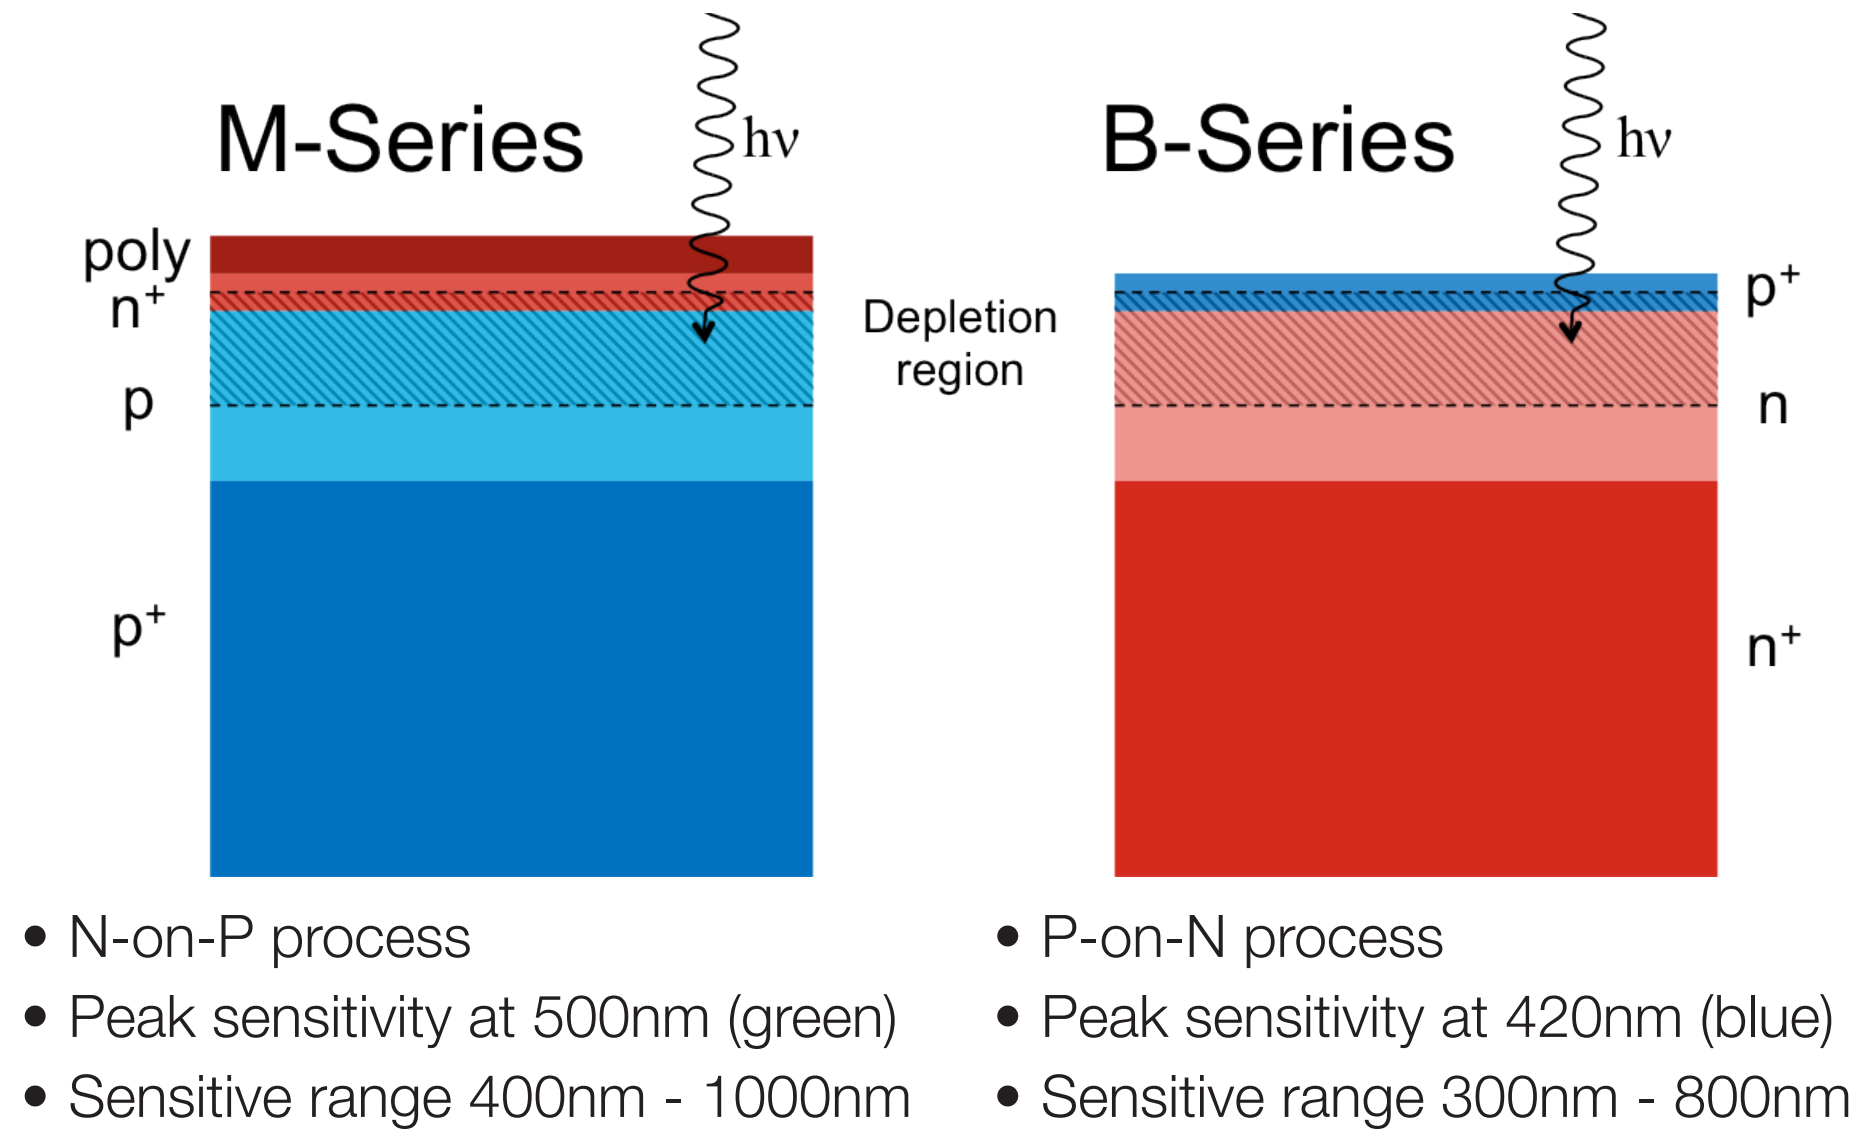 M-Series
hν
poly
n⁺
p
p⁺
Depletion
region
B-Series
hν
p⁺
n
n⁺
• N-on-P process
• Peak sensitivity at 500nm (green)
• Sensitive range 400nm - 1000nm
• P-on-N process
• Peak sensitivity at 420nm (blue)
• Sensitive range 300nm - 800nm